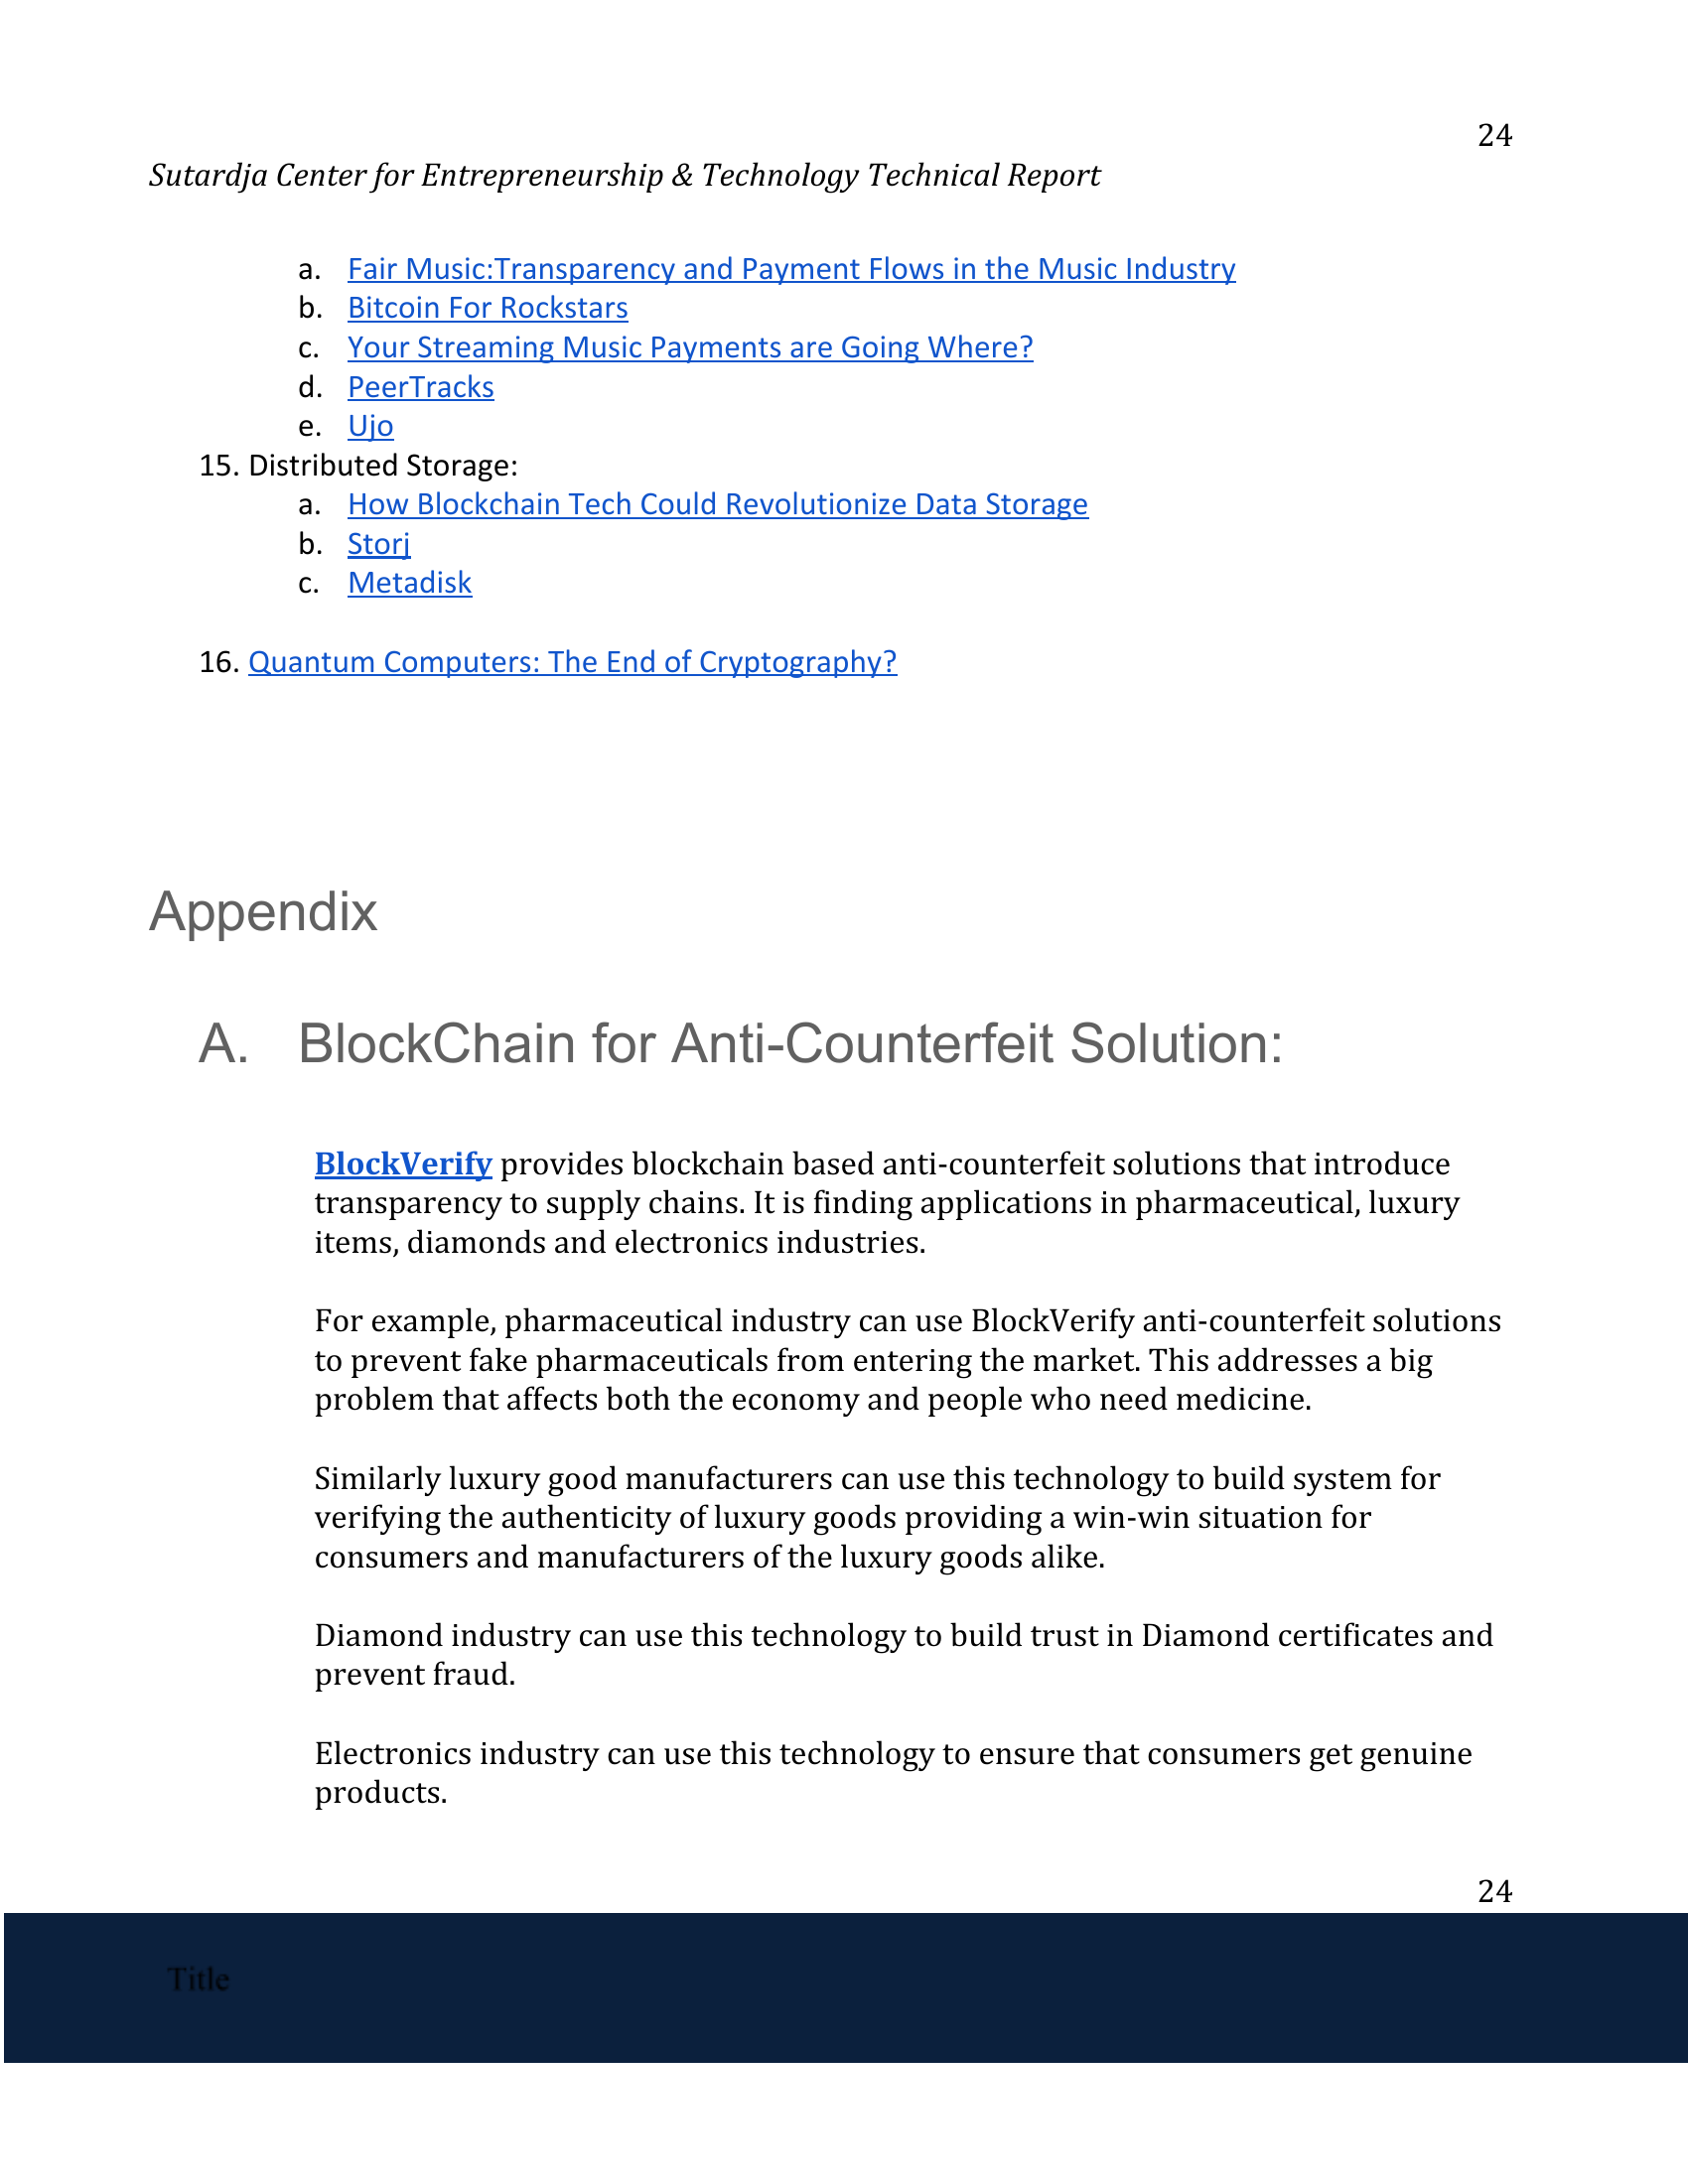 24
Sutardja Center for Entrepreneurship & Technology Technical Report
a. Fair Music:Transparency and Payment Flows in the Music Industry
b. Bitcoin For Rockstars
c. Your Streaming Music Payments are Going Where?
d. PeerTracks
e. Ujo
15. Distributed Storage:
a. How Blockchain Tech Could Revolutionize Data Storage
b. Storj
c. Metadisk
16. Quantum Computers: The End of Cryptography?
Appendix
A. BlockChain for Anti-Counterfeit Solution:
BlockVerify provides blockchain based anti-counterfeit solutions that introduce
transparency to supply chains. It is finding applications in pharmaceutical, luxury
items, diamonds and electronics industries.
For example, pharmaceutical industry can use BlockVerify anti-counterfeit solutions
to prevent fake pharmaceuticals from entering the market. This addresses a big
problem that affects both the economy and people who need medicine.
Similarly luxury good manufacturers can use this technology to build system for
verifying the authenticity of luxury goods providing a win-win situation for
consumers and manufacturers of the luxury goods alike.
Diamond industry can use this technology to build trust in Diamond certificates and
prevent fraud.
Electronics industry can use this technology to ensure that consumers get genuine
products.
24
Title